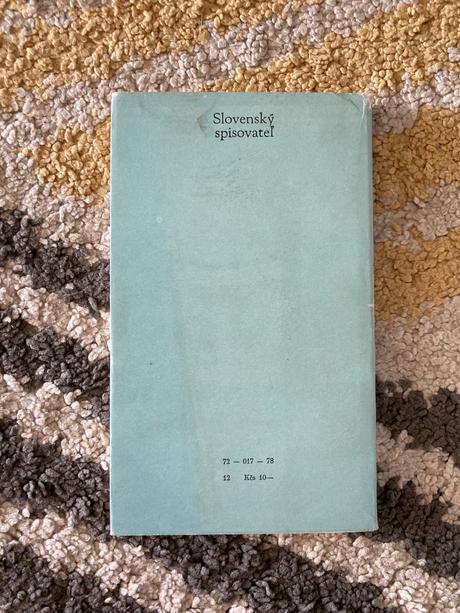 Slovenský
spisovateľ
72 — 017 — 78
12 Kčs 10—